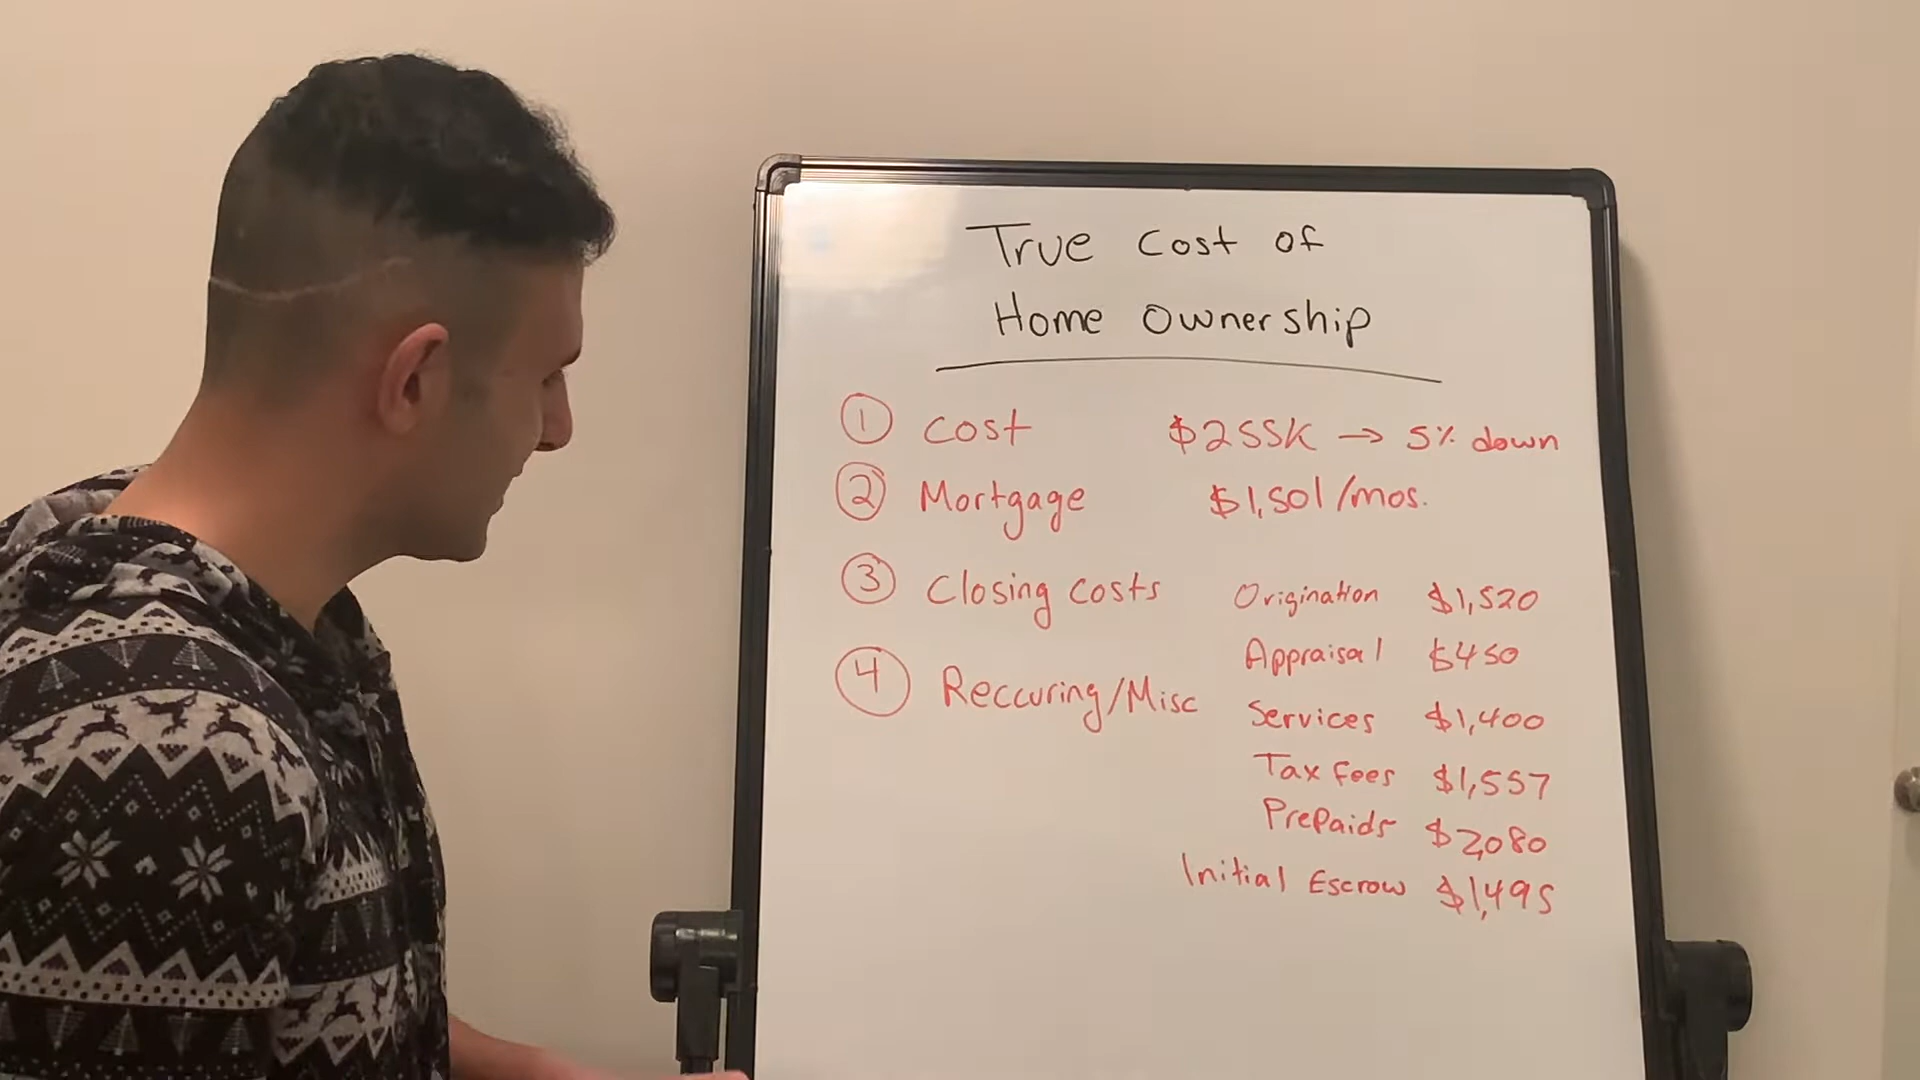 True Cost of
Home Ownership
① Cost $255K → 5% down
② Mortgage $1,501/mos.
③ Closing costs Origination $1,520
Appraisal $450
④ Reccuring/Misc Services $1,400
Tax fees $1,557
PrePaids $2,080
Initial Escrow $1,495